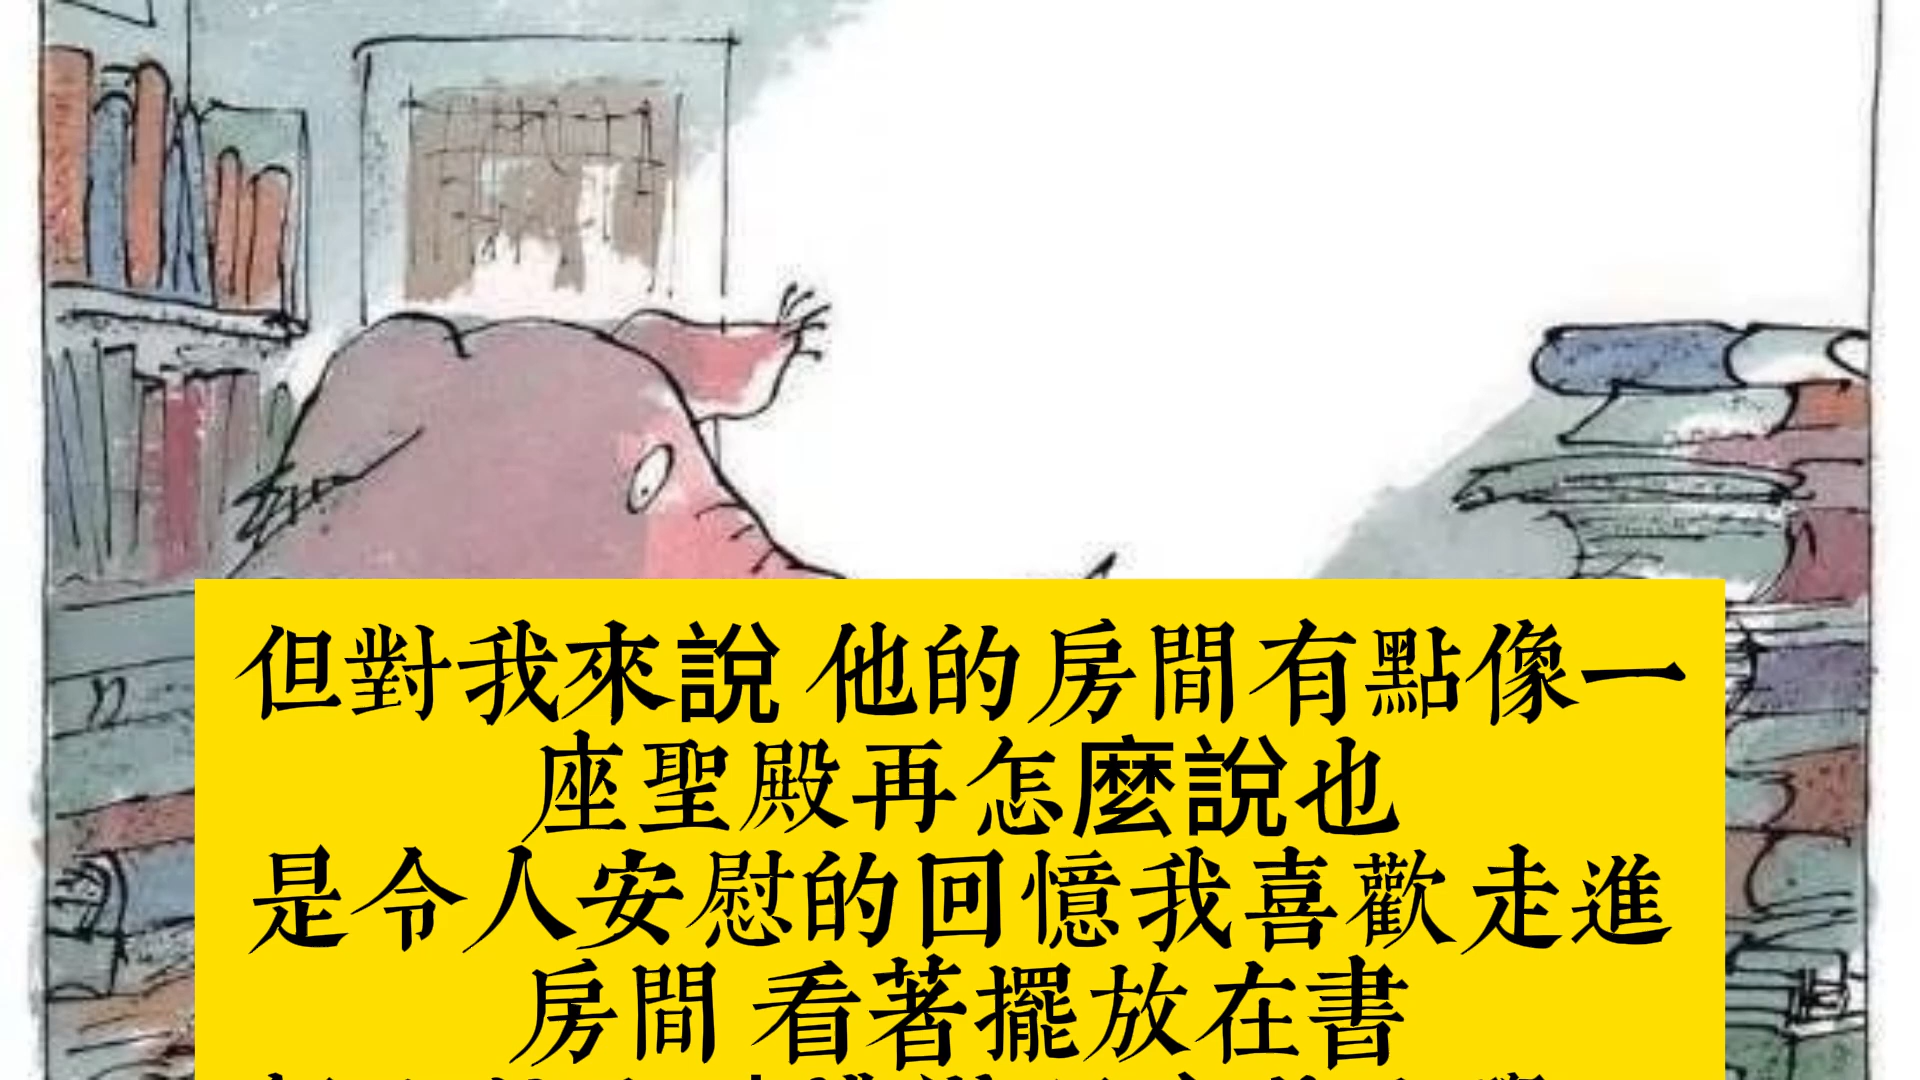 但對我來說 他的房間有點像一
座聖殿再怎麼說也
是令人安慰的回憶我喜歡走進
房間 看著擺放在書